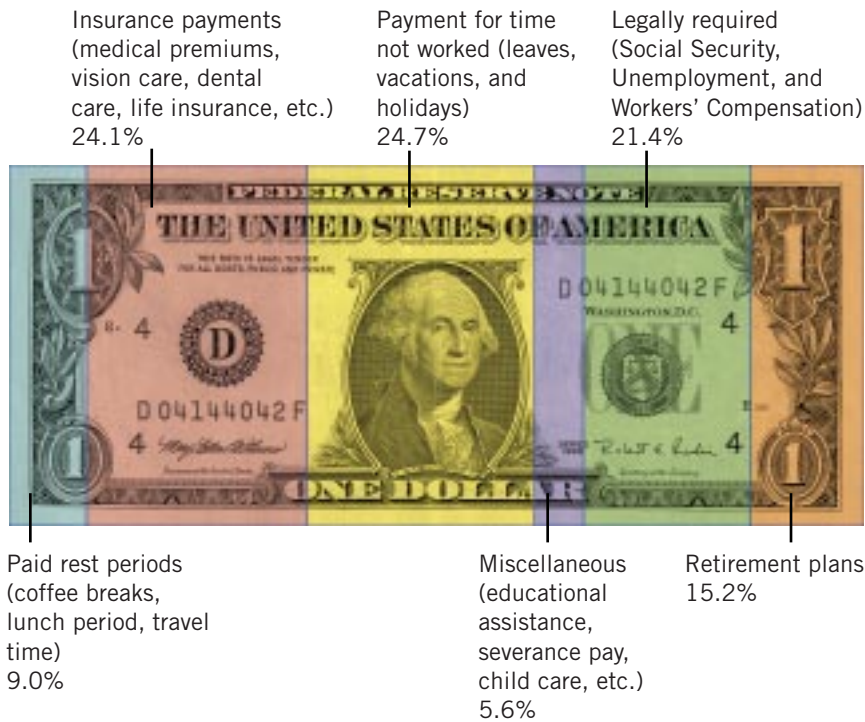 Insurance payments
(medical premiums,
vision care, dental
care, life insurance, etc.)
24.1%
Payment for time
not worked (leaves,
vacations, and
holidays)
24.7%
Legally required
(Social Security,
Unemployment, and
Workers' Compensation)
21.4%
FEDERAL RESERVE NOTE
THE UNITED STATES OF AMERICA
D 04144042 F
WASHINGTON, D.C.
4
4
D
ONE
D 04144042 F
4
4
1
1
1
1
ONE DOLLAR
Paid rest periods
(coffee breaks,
lunch period, travel
time)
9.0%
Miscellaneous
(educational
assistance,
severance pay,
child care, etc.)
5.6%
Retirement plans
15.2%